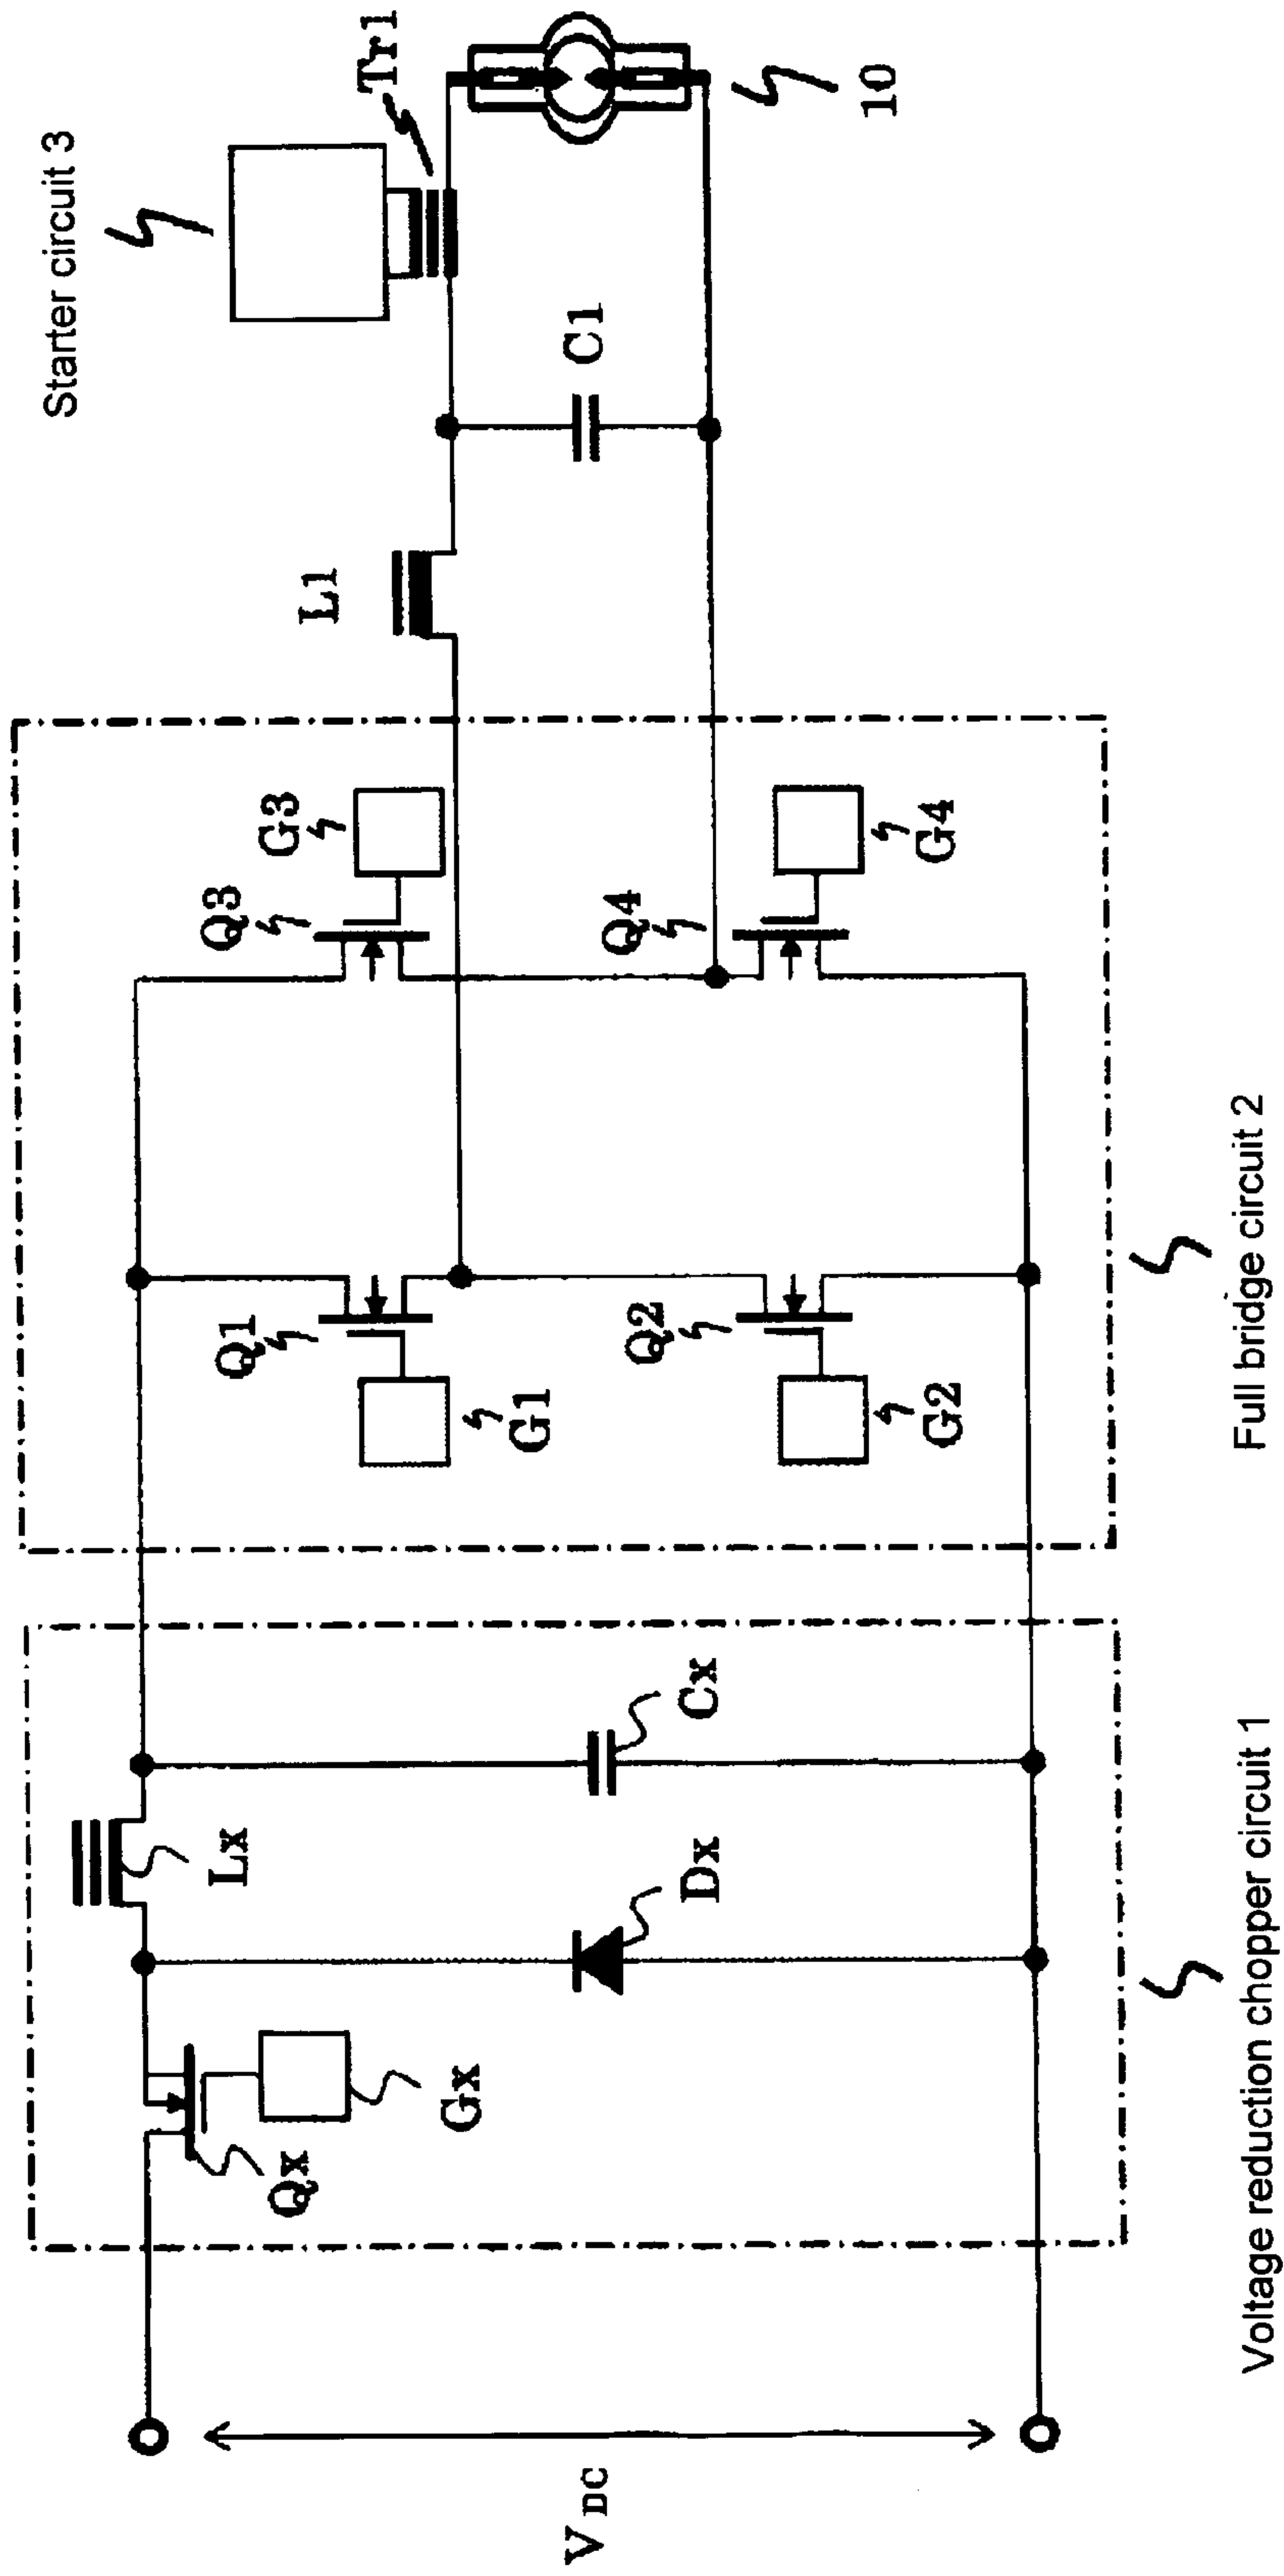 V DC
Qx
Gx
Lx
Dx
Cx
Voltage reduction chopper circuit 1
Q1
G1
Q2
G2
Q3
G3
Q4
G4
Full bridge circuit 2
L1
C1
Starter circuit 3
Tr1
10